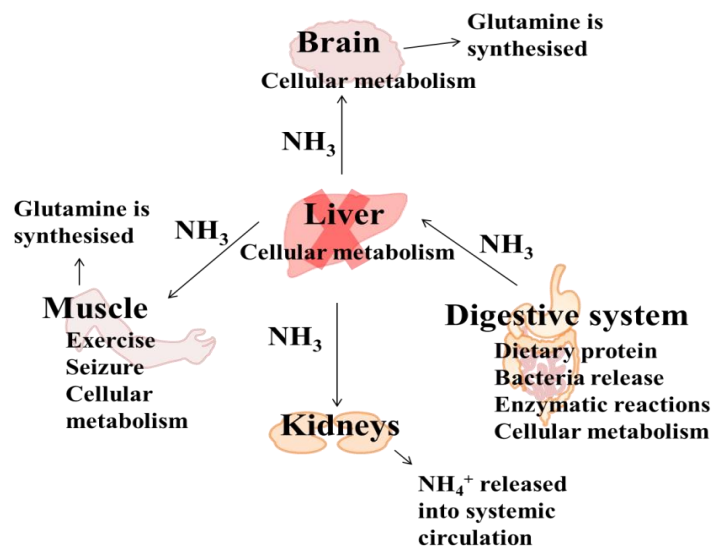 Glutamine is
synthesised
Brain
Cellular metabolism
NH₃
Glutamine is
synthesised
NH₃
Liver
Cellular metabolism
NH₃
Muscle
Exercise
Seizure
Cellular
metabolism
NH₃
Digestive system
Dietary protein
Bacteria release
Enzymatic reactions
Cellular metabolism
Kidneys
NH₄⁺ released
into systemic
circulation